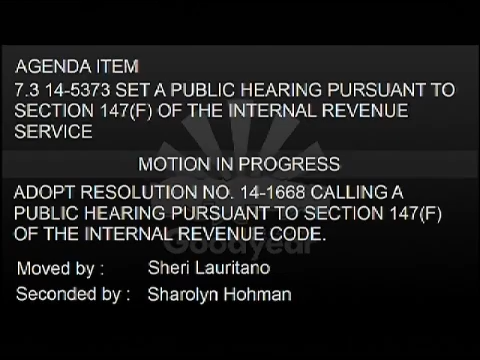 AGENDA ITEM
7.3 14-5373 SET A PUBLIC HEARING PURSUANT TO
SECTION 147(F) OF THE INTERNAL REVENUE
SERVICE
MOTION IN PROGRESS
ADOPT RESOLUTION NO. 14-1668 CALLING A
PUBLIC HEARING PURSUANT TO SECTION 147(F)
OF THE INTERNAL REVENUE CODE.
Goodyear
Moved by : Sheri Lauritano
Seconded by : Sharolyn Hohman